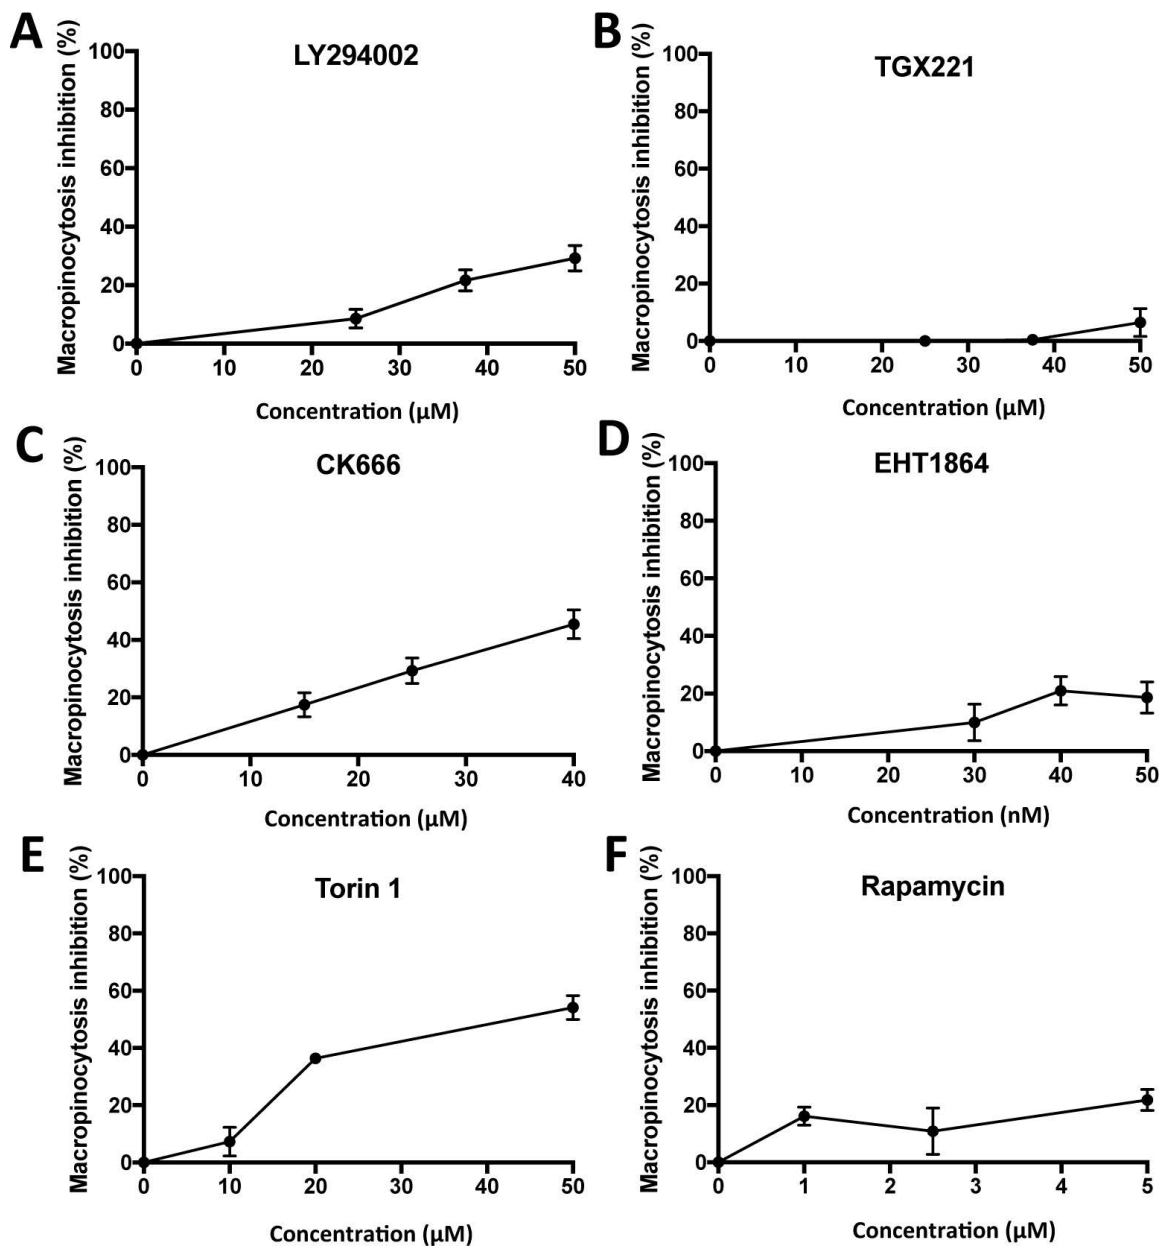 A
LY294002
Macropinocytosis inhibition (%)
100
80
60
40
20
0
0 10 20 30 40 50
Concentration (µM)
B
TGX221
Macropinocytosis inhibition (%)
100
80
60
40
20
0
0 10 20 30 40 50
Concentration (µM)
C
CK666
Macropinocytosis inhibition (%)
100
80
60
40
20
0
0 10 20 30 40
Concentration (µM)
D
EHT1864
Macropinocytosis inhibition (%)
100
80
60
40
20
0
0 10 20 30 40 50
Concentration (nM)
E
Torin 1
Macropinocytosis inhibition (%)
100
80
60
40
20
0
0 10 20 30 40 50
Concentration (µM)
F
Rapamycin
Macropinocytosis inhibition (%)
100
80
60
40
20
0
0 1 2 3 4 5
Concentration (µM)